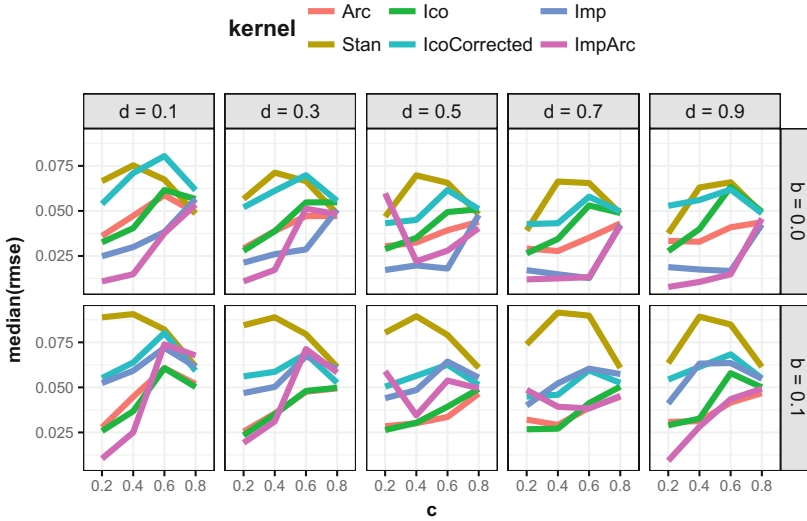 kernel
Arc Ico Imp
Stan IcoCorrected ImpArc
d = 0.1 d = 0.3 d = 0.5 d = 0.7 d = 0.9
0.075
0.050
0.025
b = 0.0
median(rmse)
0.075
0.050
0.025
b = 0.1
0.2 0.4 0.6 0.8 0.2 0.4 0.6 0.8 0.2 0.4 0.6 0.8 0.2 0.4 0.6 0.8 0.2 0.4 0.6 0.8
c